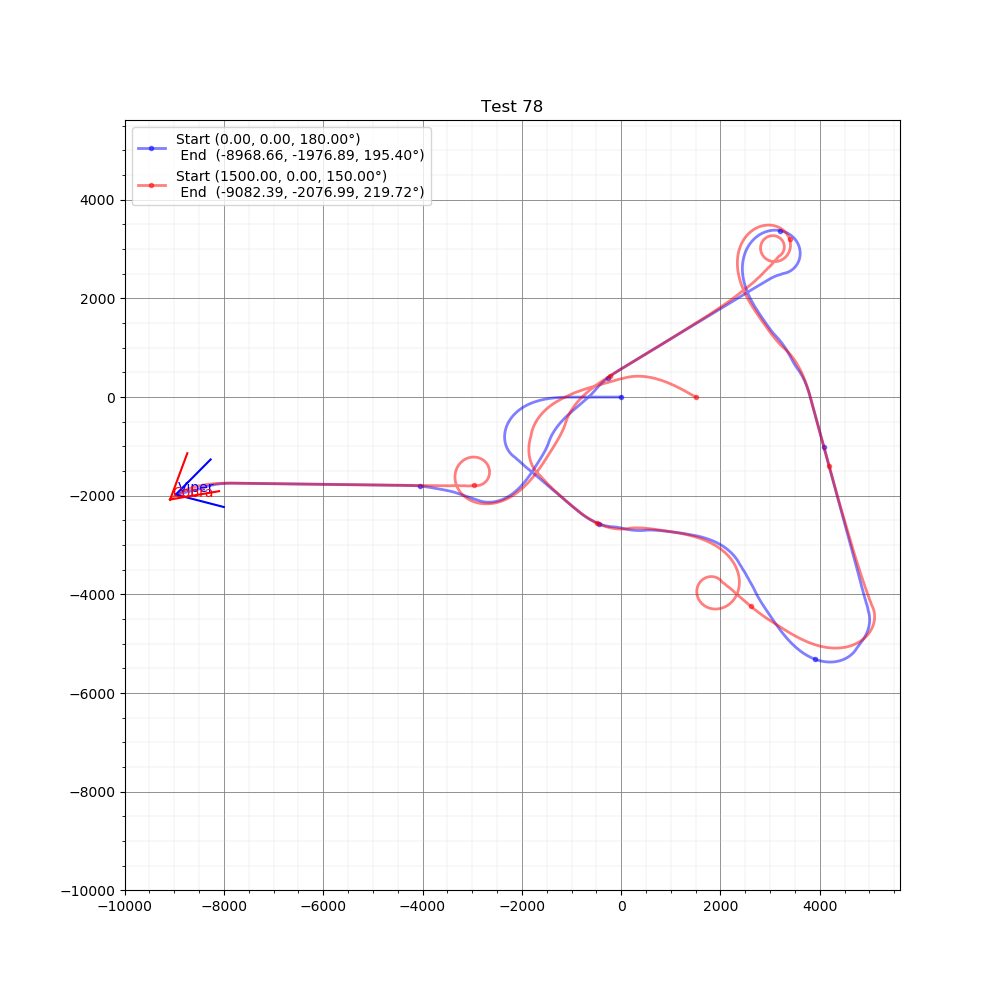 Test 78
Start (0.00, 0.00, 180.00°)
End (-8968.66, -1976.89, 195.40°)
Start (1500.00, 0.00, 150.00°)
End (-9082.39, -2076.99, 219.72°)
4000
2000
0
−2000
−4000
−6000
−8000
−10000
Viper
−10000 −8000 −6000 −4000 −2000 0 2000 4000